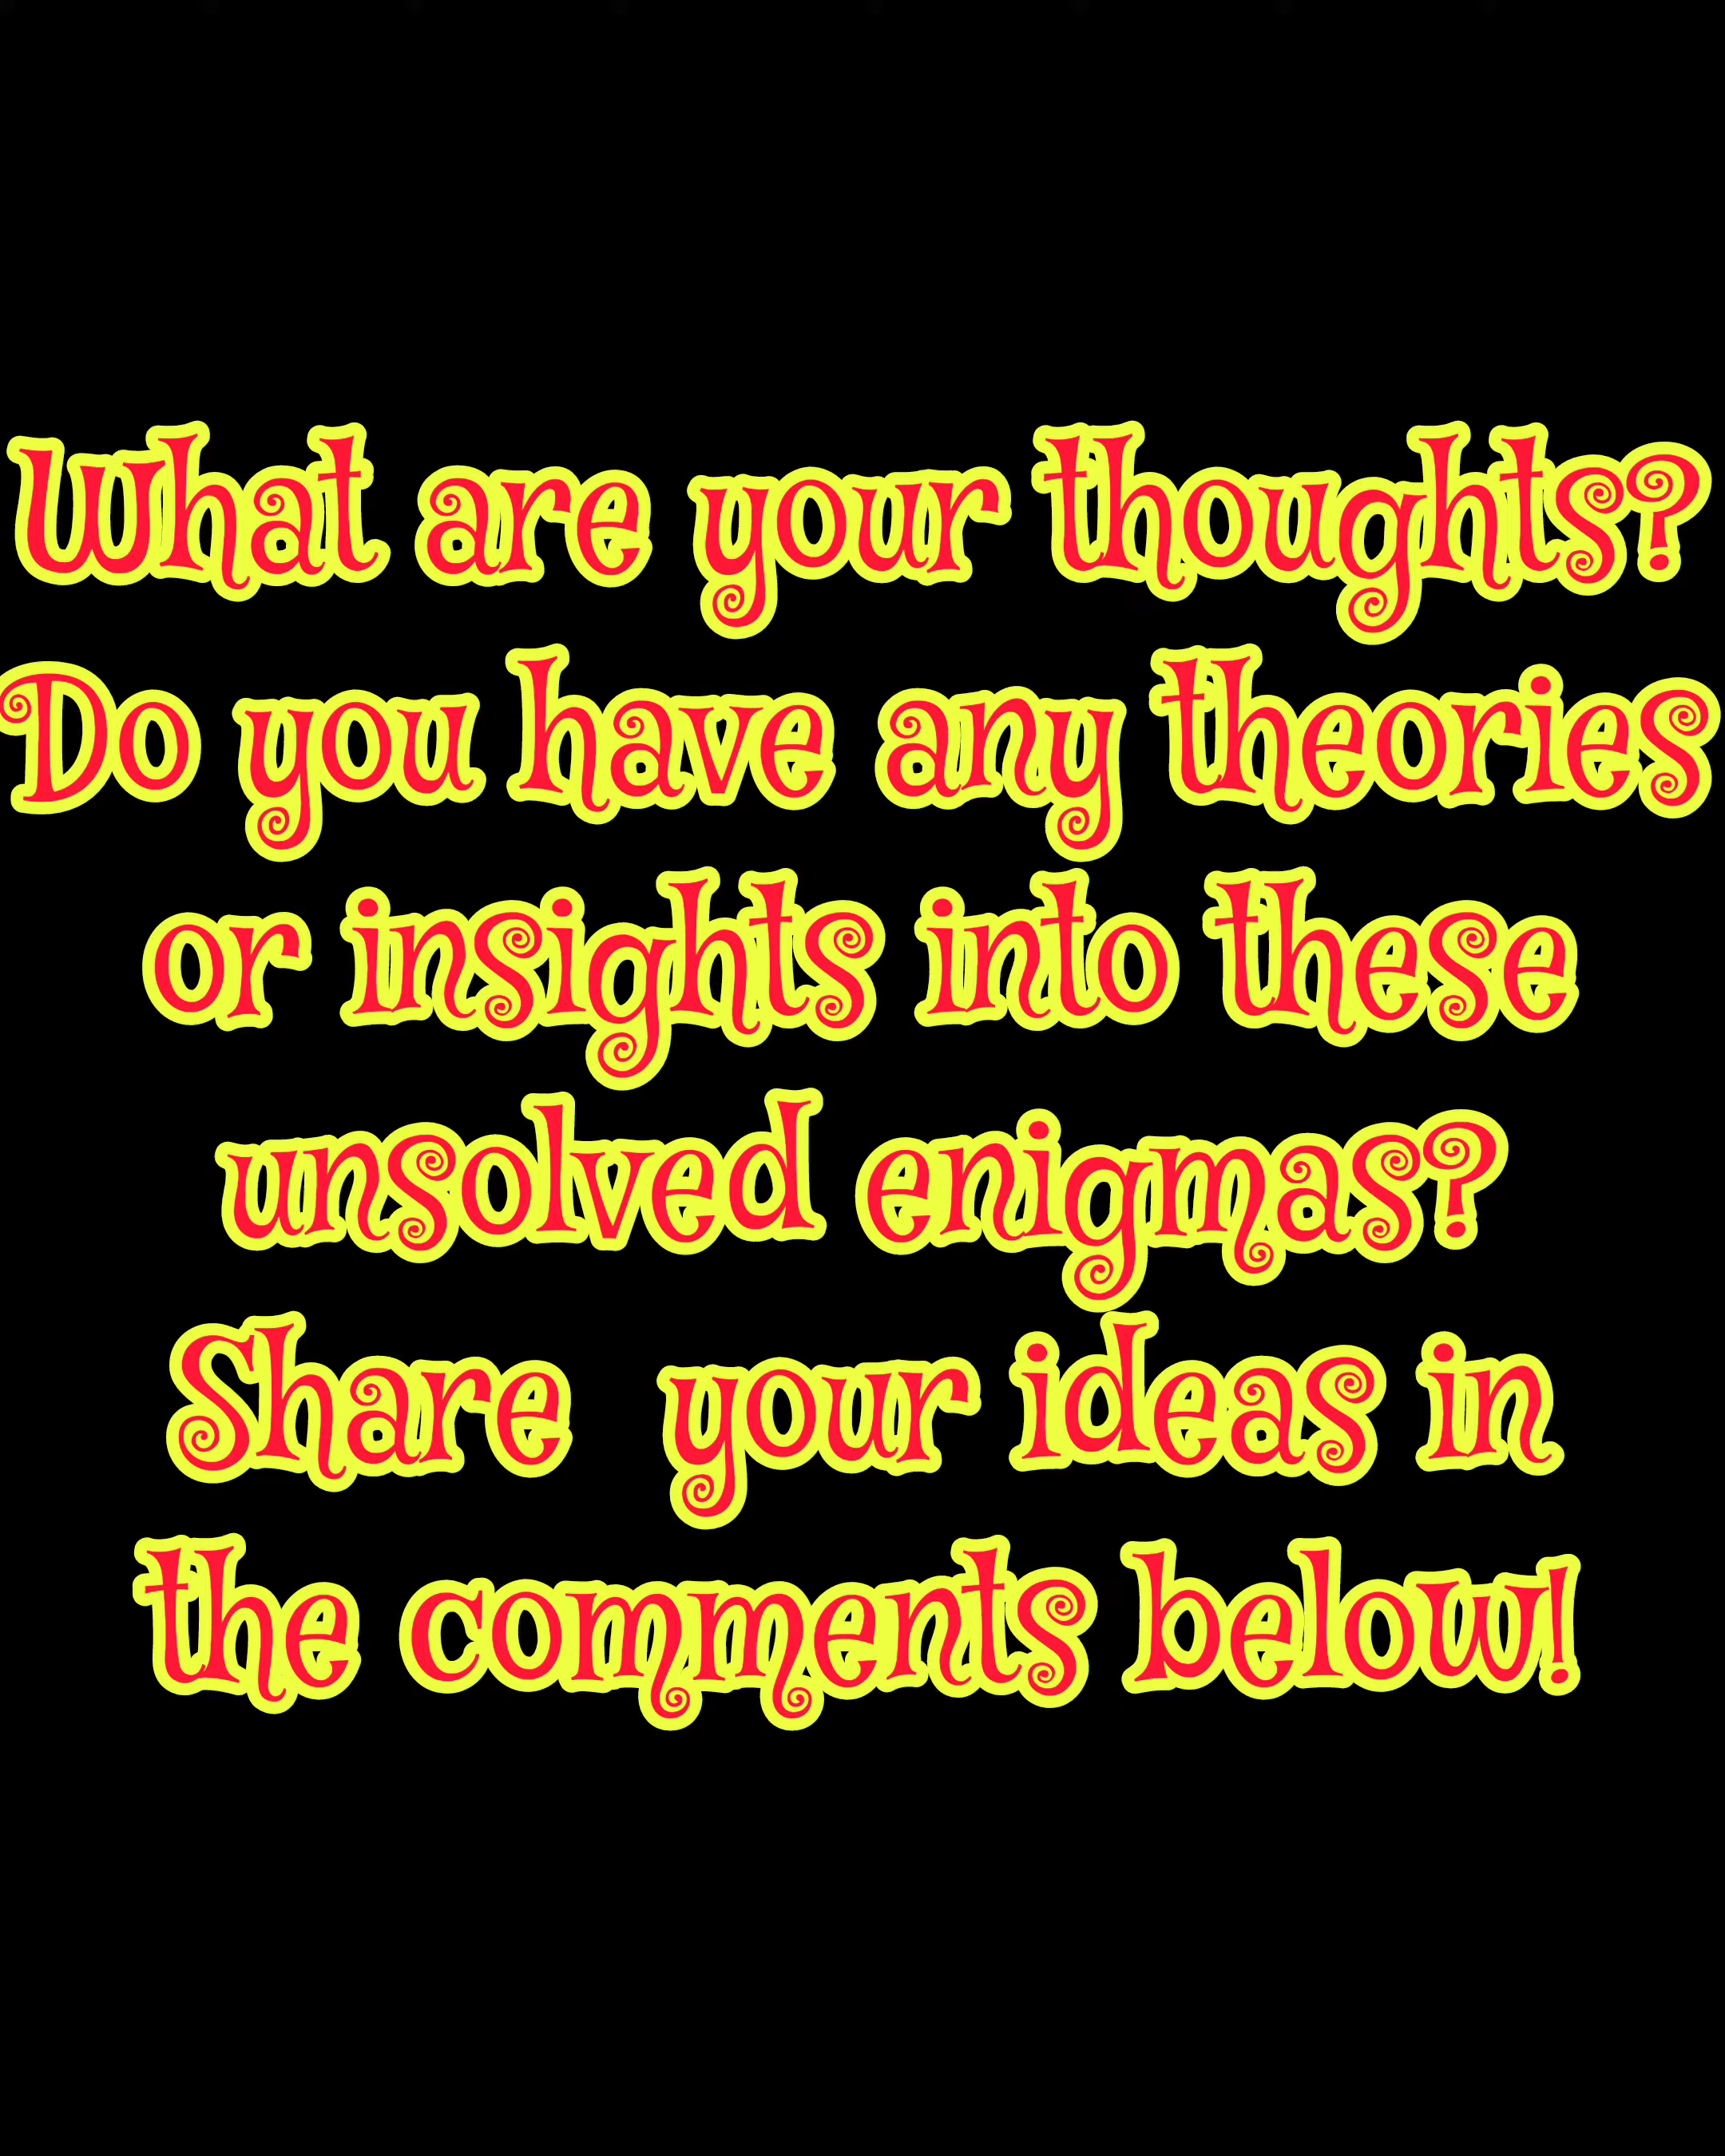 What are your thoughts?
Do you have any theories
or insights into these
unsolved enigmas?
Share  your ideas in
the comments below!